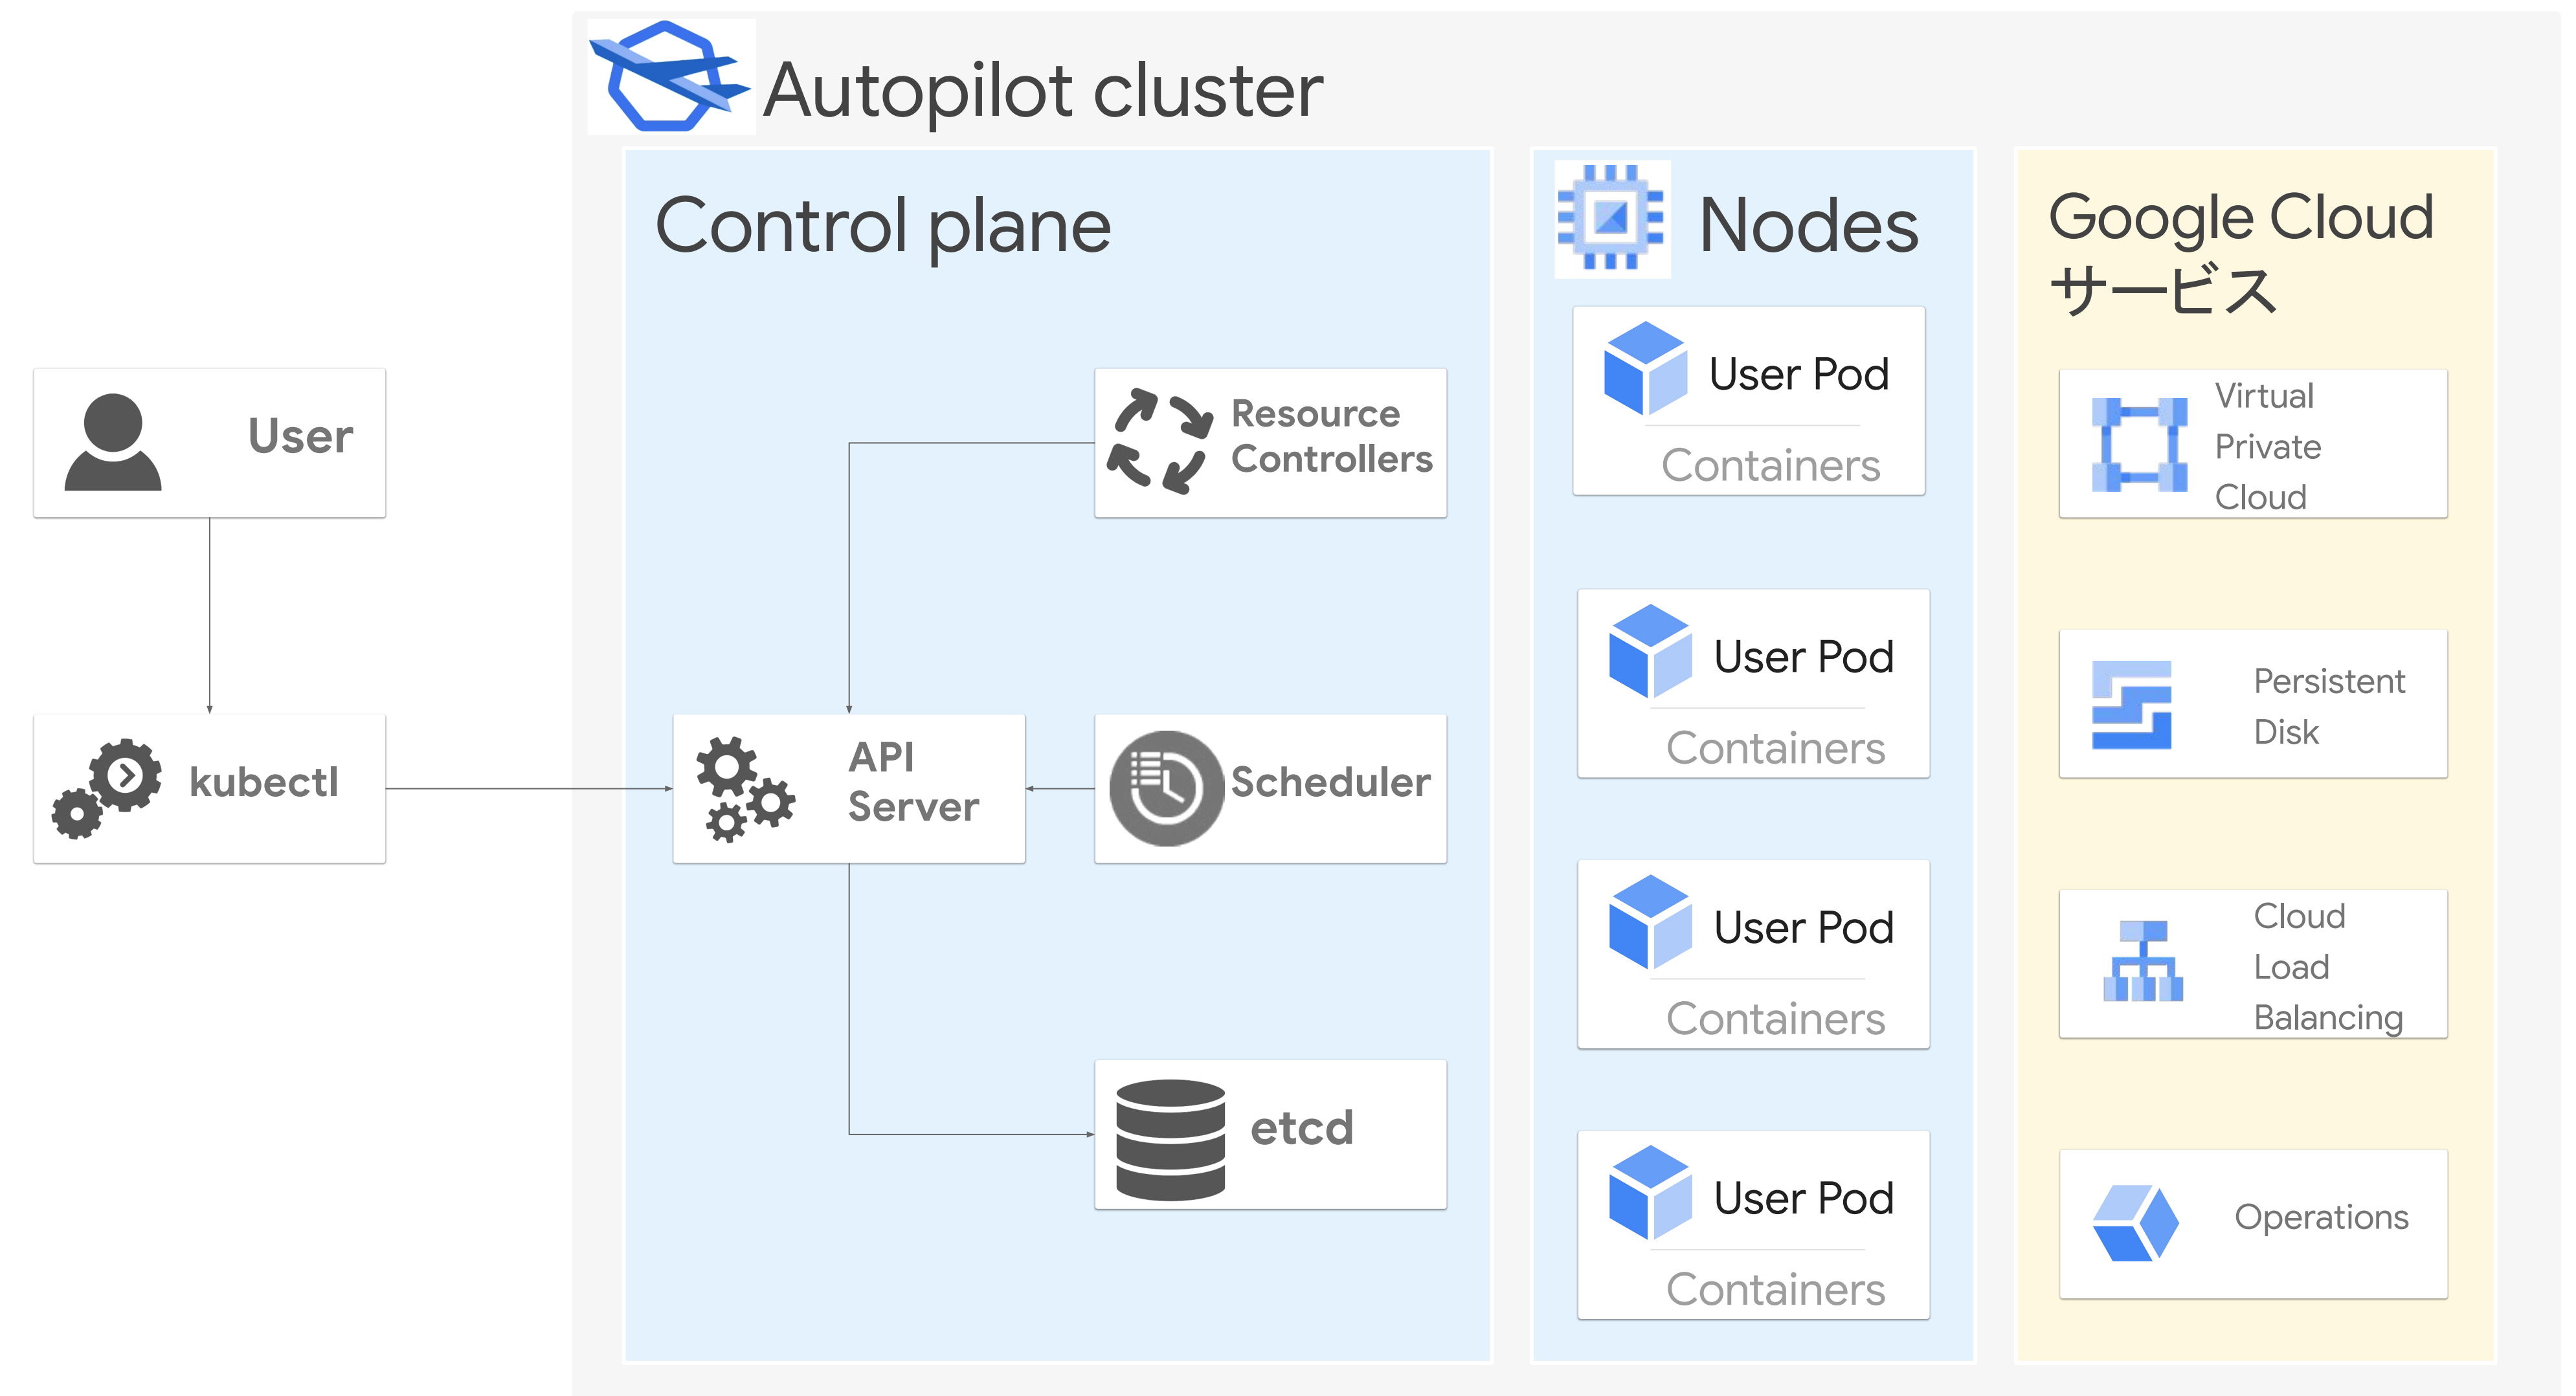 Autopilot cluster
Control plane
User
kubectl
Resource
Controllers
API
Server
Scheduler
etcd
Nodes
User Pod
Containers
User Pod
Containers
User Pod
Containers
User Pod
Containers
Google Cloud
サービス
Virtual
Private
Cloud
Persistent
Disk
Cloud
Load
Balancing
Operations